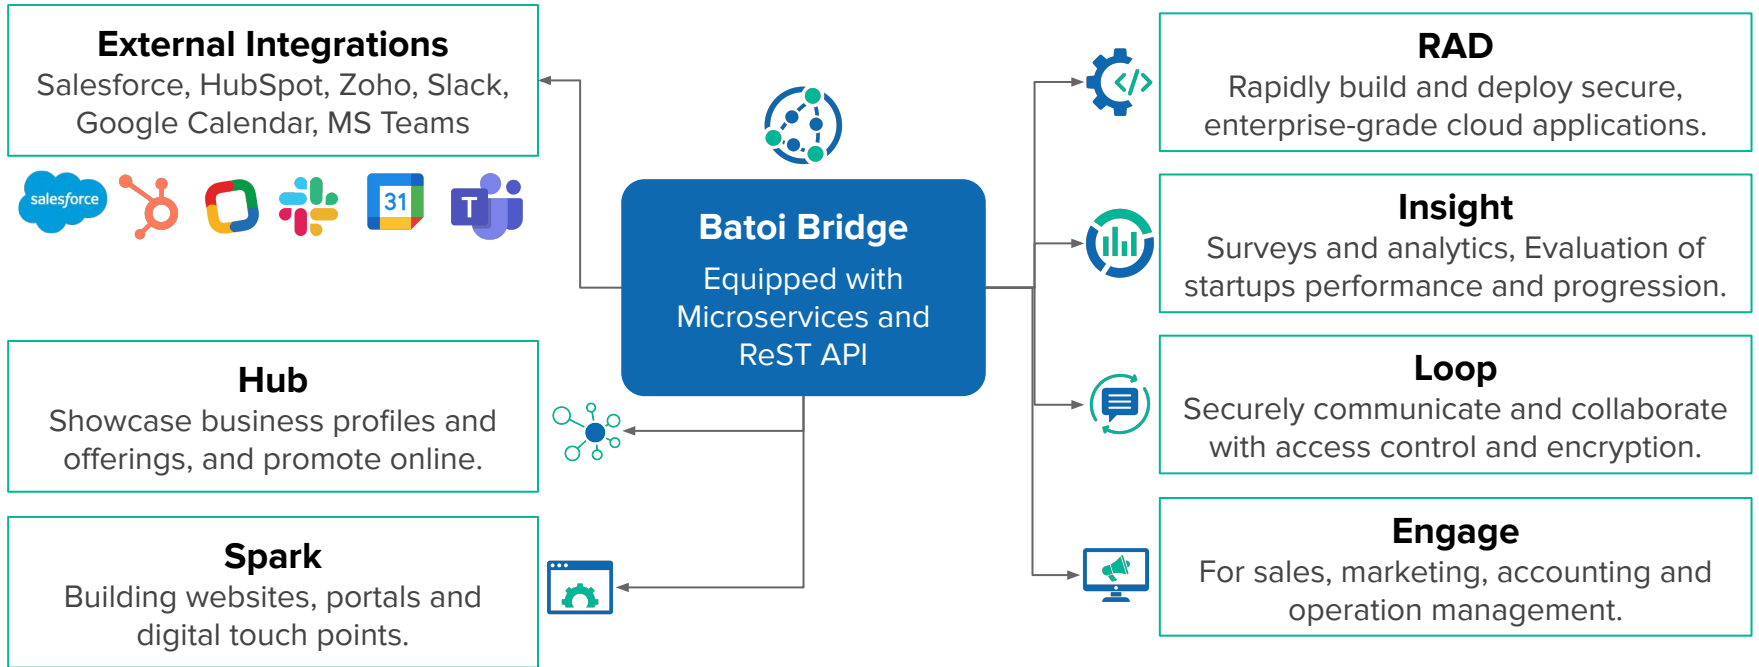 External Integrations
Salesforce, HubSpot, Zoho, Slack,
Google Calendar, MS Teams
salesforce
31
T
Hub
Showcase business profiles and
offerings, and promote online.
Spark
Building websites, portals and
digital touch points.
Batoi Bridge
Equipped with
Microservices and
ReST API
</>
RAD
Rapidly build and deploy secure,
enterprise-grade cloud applications.
Insight
Surveys and analytics, Evaluation of
startups performance and progression.
Loop
Securely communicate and collaborate
with access control and encryption.
Engage
For sales, marketing, accounting and
operation management.